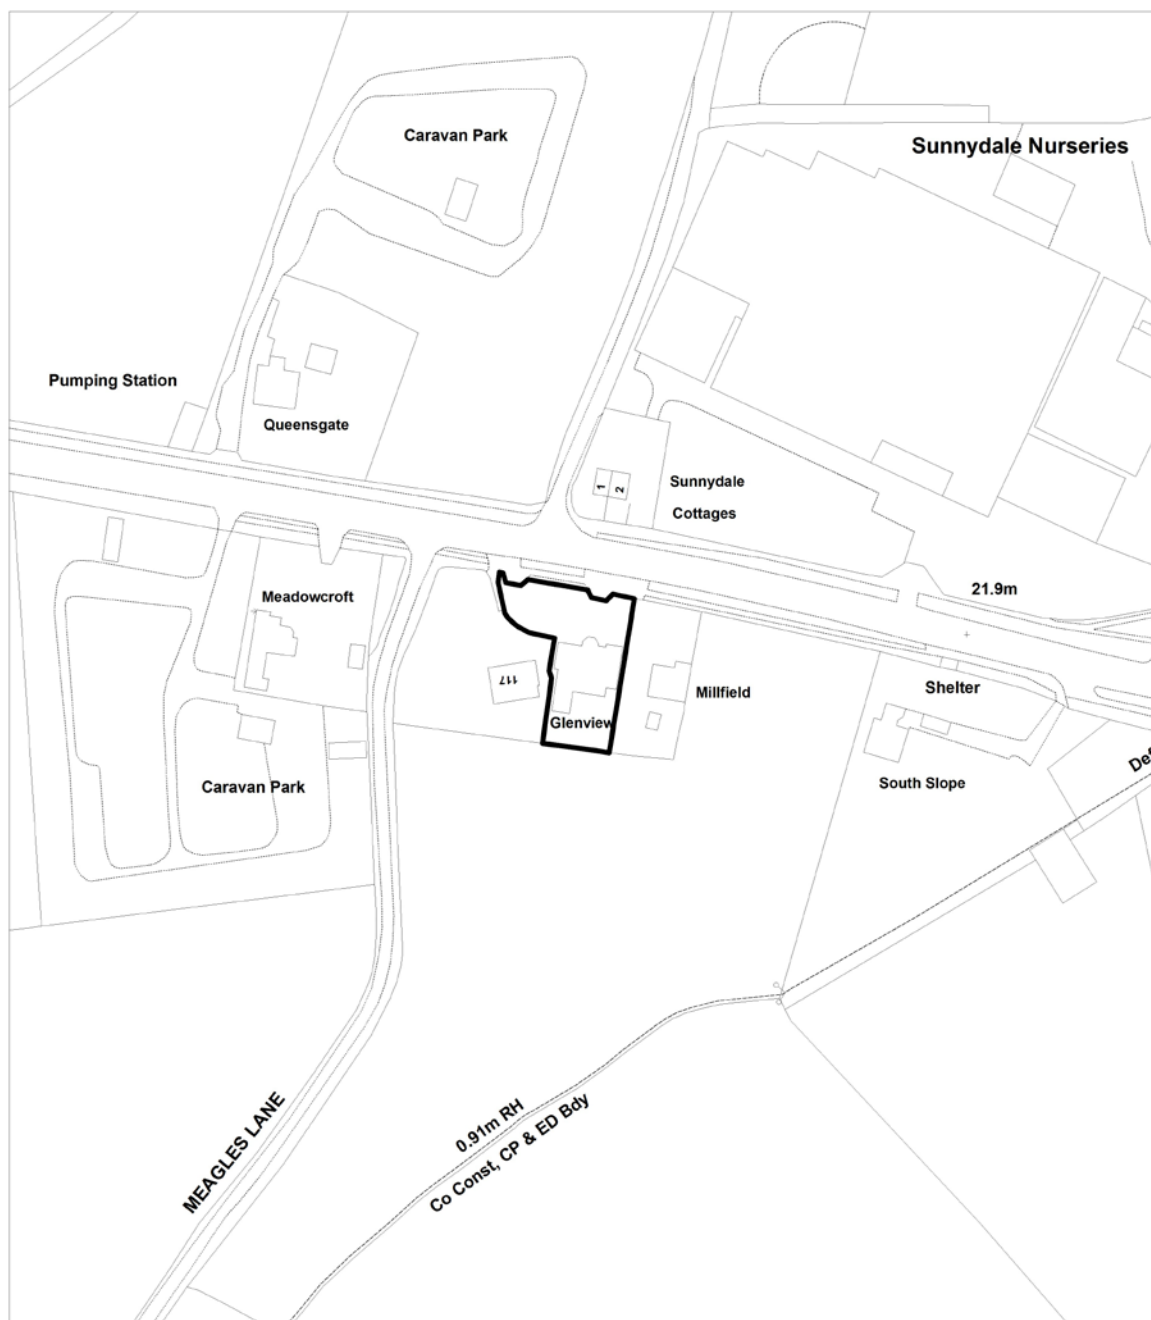 Caravan Park
Sunnydale Nurseries
Pumping Station
Queensgate
1
2
Sunnydale
Cottages
21.9m
Meadowcroft
117
Millfield
Shelter
Glenview
South Slope
Caravan Park
0.91m RH
Co Const, CP & ED Bdy
MEAGLES LANE